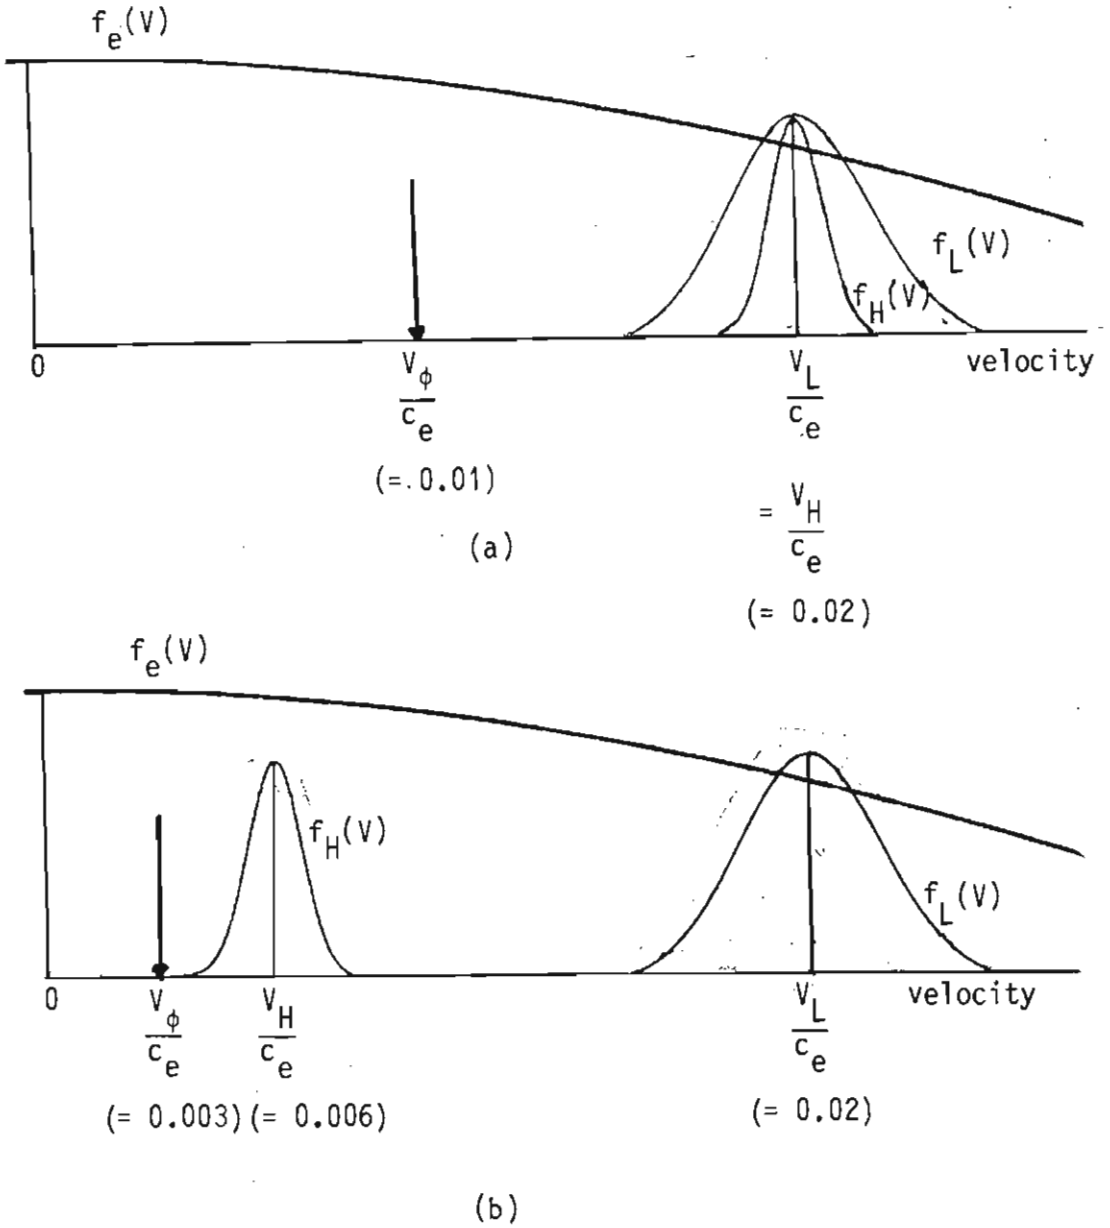 f_e(V)
f_L(V)
f_H(V)
0
V_ϕ/c_e
V_L/c_e
velocity
(= 0.01)
= V_H/c_e
(a)
(= 0.02)
f_e(V)
f_H(V)
f_L(V)
0
V_ϕ/c_e
V_H/c_e
V_L/c_e
velocity
(= 0.003) (= 0.006)
(= 0.02)
(b)